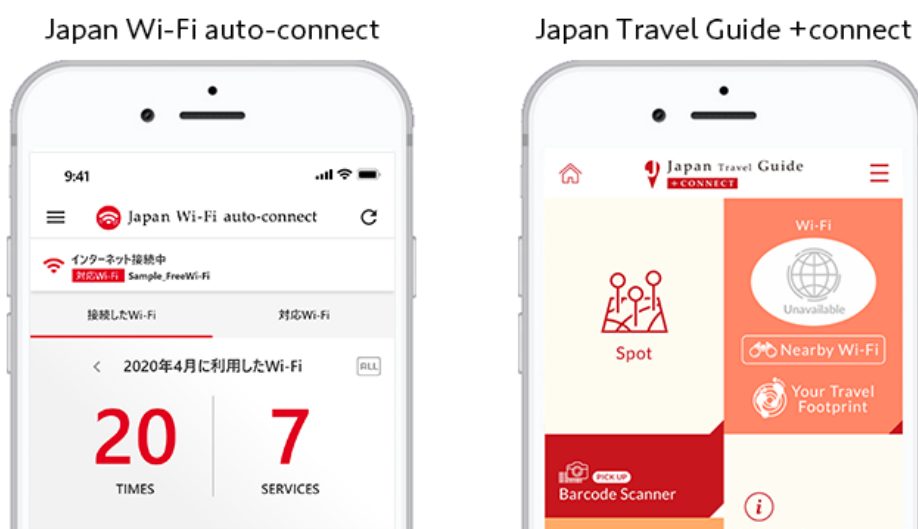 Japan Wi-Fi auto-connect
9:41
Japan Wi-Fi auto-connect
インターネット接続中
対応Wi-Fi Sample_FreeWi-Fi
接続したWi-Fi 対応Wi-Fi
2020年4月に利用したWi-Fi ALL
20 7
TIMES SERVICES
Japan Travel Guide +connect
Japan Travel Guide
+CONNECT
Wi-Fi
Unavailable
Spot
Nearby Wi-Fi
Your Travel
Footprint
PICK UP
Barcode Scanner
i